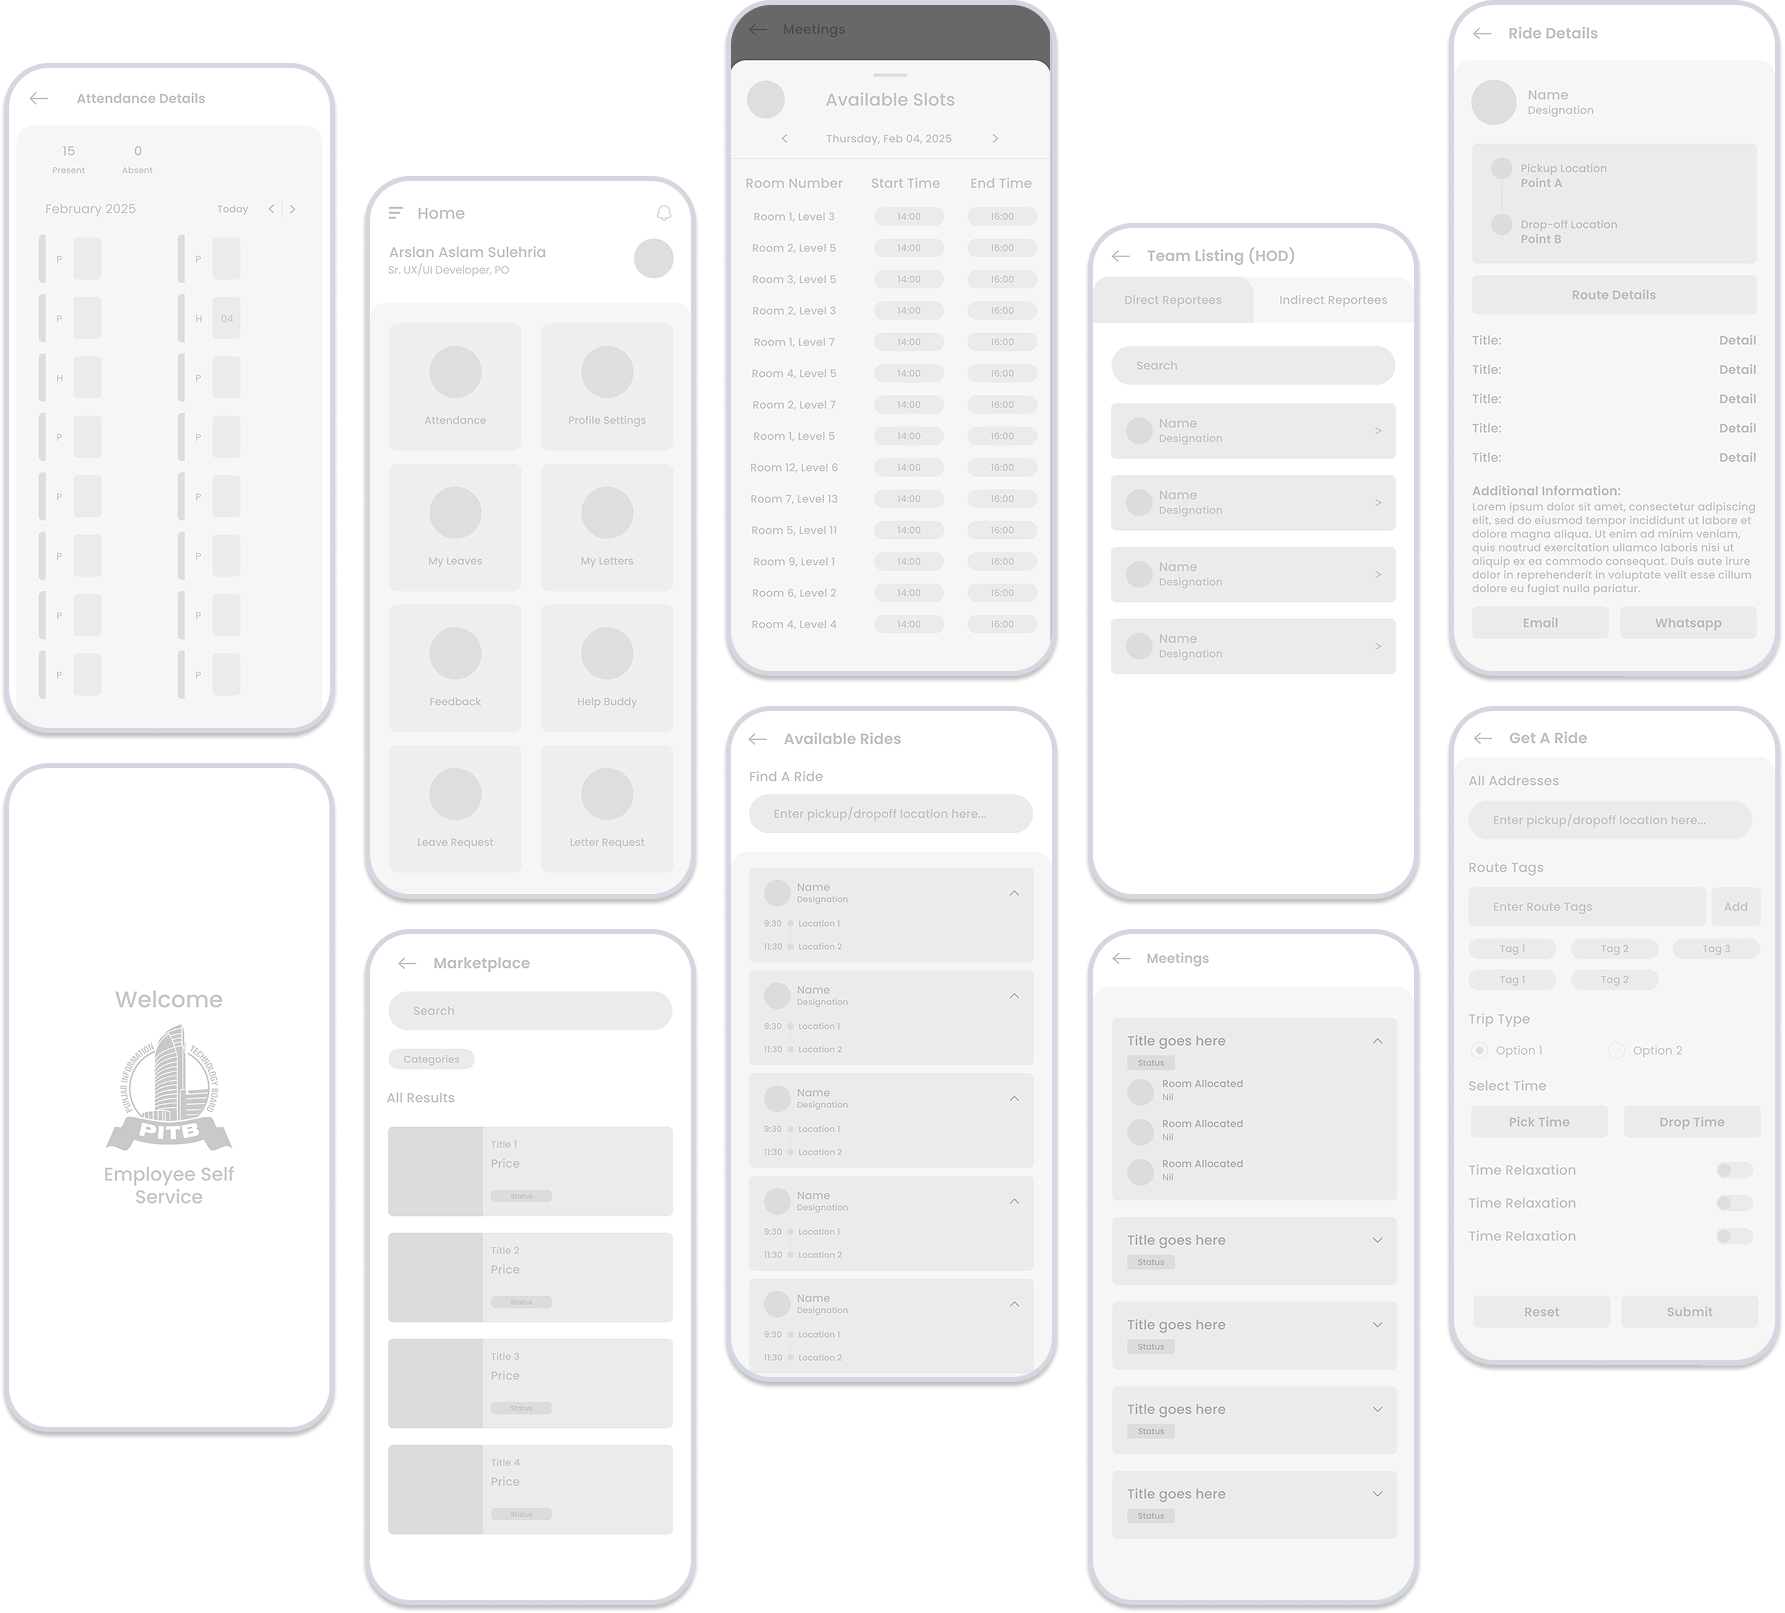 Attendance Details
15
0
Present
Absent
February 2025
Today
P
P
P
H
04
H
P
P
P
P
P
P
P
P
P
P
P
Welcome
PUNJAB INFORMATION TECHNOLOGY BOARD
PITB
Employee Self
Service
Home
Arslan Aslam Sulehria
Sr. UX/UI Developer, PO
Attendance
Profile Settings
My Leaves
My Letters
Feedback
Help Buddy
Leave Request
Letter Request
Marketplace
Search
Categories
All Results
Title 1
Price
Status
Title 2
Price
Status
Title 3
Price
Status
Title 4
Price
Status
Meetings
Available Slots
Thursday, Feb 04, 2025
Room Number Start Time End Time
Room 1, Level 3 14:00 16:00
Room 2, Level 5 14:00 16:00
Room 3, Level 5 14:00 16:00
Room 2, Level 3 14:00 16:00
Room 1, Level 7 14:00 16:00
Room 4, Level 5 14:00 16:00
Room 2, Level 7 14:00 16:00
Room 1, Level 5 14:00 16:00
Room 12, Level 6 14:00 16:00
Room 7, Level 13 14:00 16:00
Room 5, Level 11 14:00 16:00
Room 9, Level 1 14:00 16:00
Room 6, Level 2 14:00 16:00
Room 4, Level 4 14:00 16:00
Available Rides
Find A Ride
Enter pickup/dropoff location here...
Name
Designation
9:30 Location 1
11:30 Location 2
Name
Designation
9:30 Location 1
11:30 Location 2
Name
Designation
9:30 Location 1
11:30 Location 2
Name
Designation
9:30 Location 1
11:30 Location 2
Name
Designation
9:30 Location 1
11:30 Location 2
Team Listing (HOD)
Direct Reportees
Indirect Reportees
Search
Name
Designation
Name
Designation
Name
Designation
Name
Designation
Meetings
Title goes here
Status
Room Allocated
Nil
Room Allocated
Nil
Room Allocated
Nil
Title goes here
Status
Title goes here
Status
Title goes here
Status
Title goes here
Status
Ride Details
Name
Designation
Pickup Location
Point A
Drop-off Location
Point B
Route Details
Title: Detail
Title: Detail
Title: Detail
Title: Detail
Title: Detail
Additional Information:
Lorem ipsum dolor sit amet, consectetur adipiscing
elit, sed do eiusmod tempor incididunt ut labore et
dolore magna aliqua. Ut enim ad minim veniam,
quis nostrud exercitation ullamco laboris nisi ut
aliquip ex ea commodo consequat. Duis aute irure
dolor in reprehenderit in voluptate velit esse cillum
dolore eu fugiat nulla pariatur.
Email
Whatsapp
Get A Ride
All Addresses
Enter pickup/dropoff location here...
Route Tags
Enter Route Tags
Add
Tag 1
Tag 2
Tag 3
Tag 1
Tag 2
Trip Type
Option 1
Option 2
Select Time
Pick Time
Drop Time
Time Relaxation
Time Relaxation
Time Relaxation
Reset
Submit